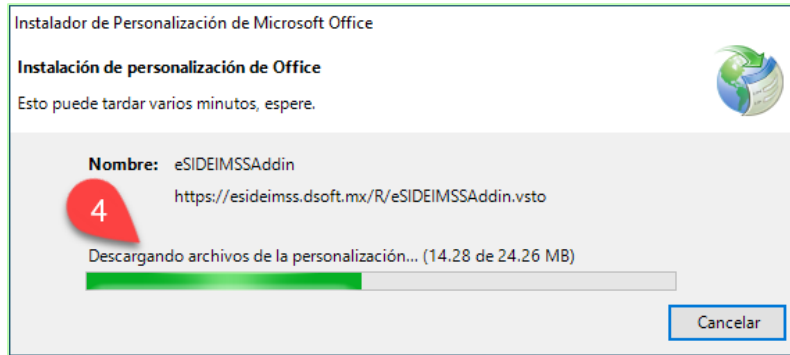 Instalador de Personalización de Microsoft Office
Instalación de personalización de Office
Esto puede tardar varios minutos, espere.
Nombre: eSIDEIMSSAddin
https://esideimss.dsoft.mx/R/eSIDEIMSSAddin.vsto
4
Descargando archivos de la personalización... (14.28 de 24.26 MB)
Cancelar